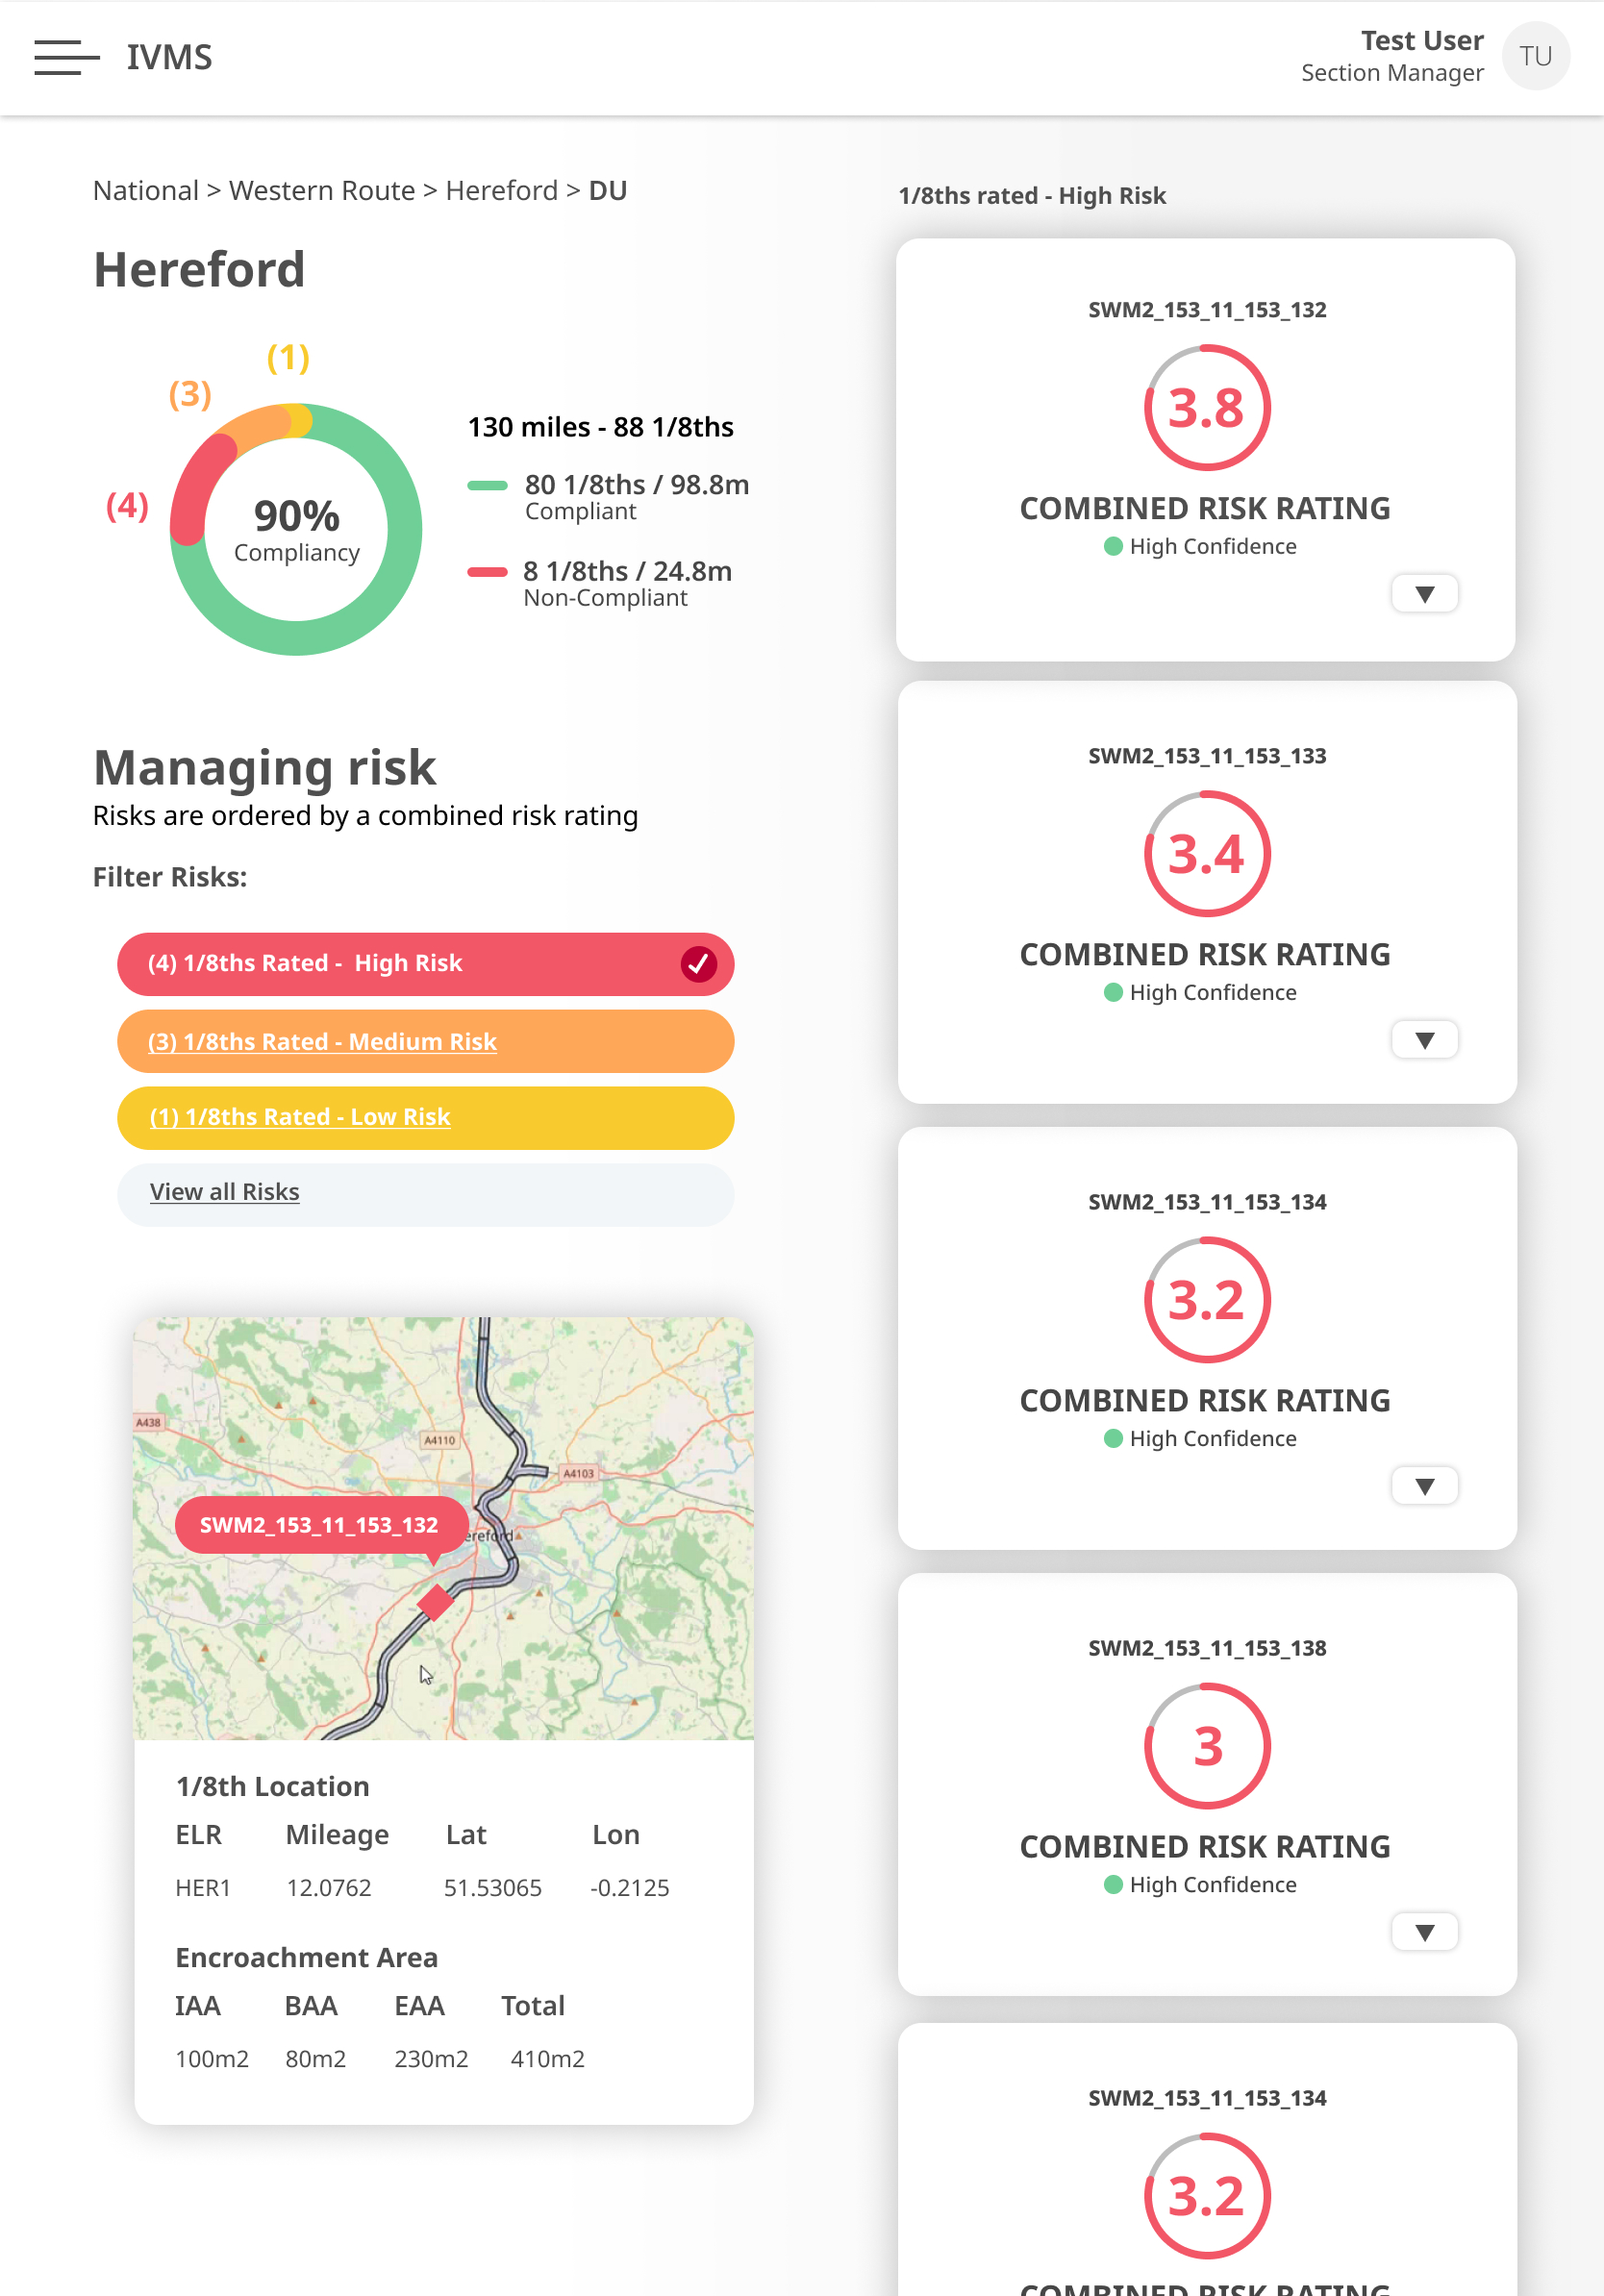 IVMS
Test User
Section Manager
TU
National > Western Route > Hereford > DU
Hereford
(1)
(3)
(4)
90%
Compliancy
130 miles - 88 1/8ths
80 1/8ths / 98.8m
Compliant
8 1/8ths / 24.8m
Non-Compliant
Managing risk
Risks are ordered by a combined risk rating
Filter Risks:
(4) 1/8ths Rated - High Risk
(3) 1/8ths Rated - Medium Risk
(1) 1/8ths Rated - Low Risk
View all Risks
A438
A4110
A4103
SWM2_153_11_153_132
ereford
1/8th Location
ELR Mileage Lat Lon
HER1 12.0762 51.53065 -0.2125
Encroachment Area
IAA BAA EAA Total
100m2 80m2 230m2 410m2
1/8ths rated - High Risk
SWM2_153_11_153_132
3.8
COMBINED RISK RATING
High Confidence
SWM2_153_11_153_133
3.4
COMBINED RISK RATING
High Confidence
SWM2_153_11_153_134
3.2
COMBINED RISK RATING
High Confidence
SWM2_153_11_153_138
3
COMBINED RISK RATING
High Confidence
SWM2_153_11_153_134
3.2
COMBINED RISK RATING